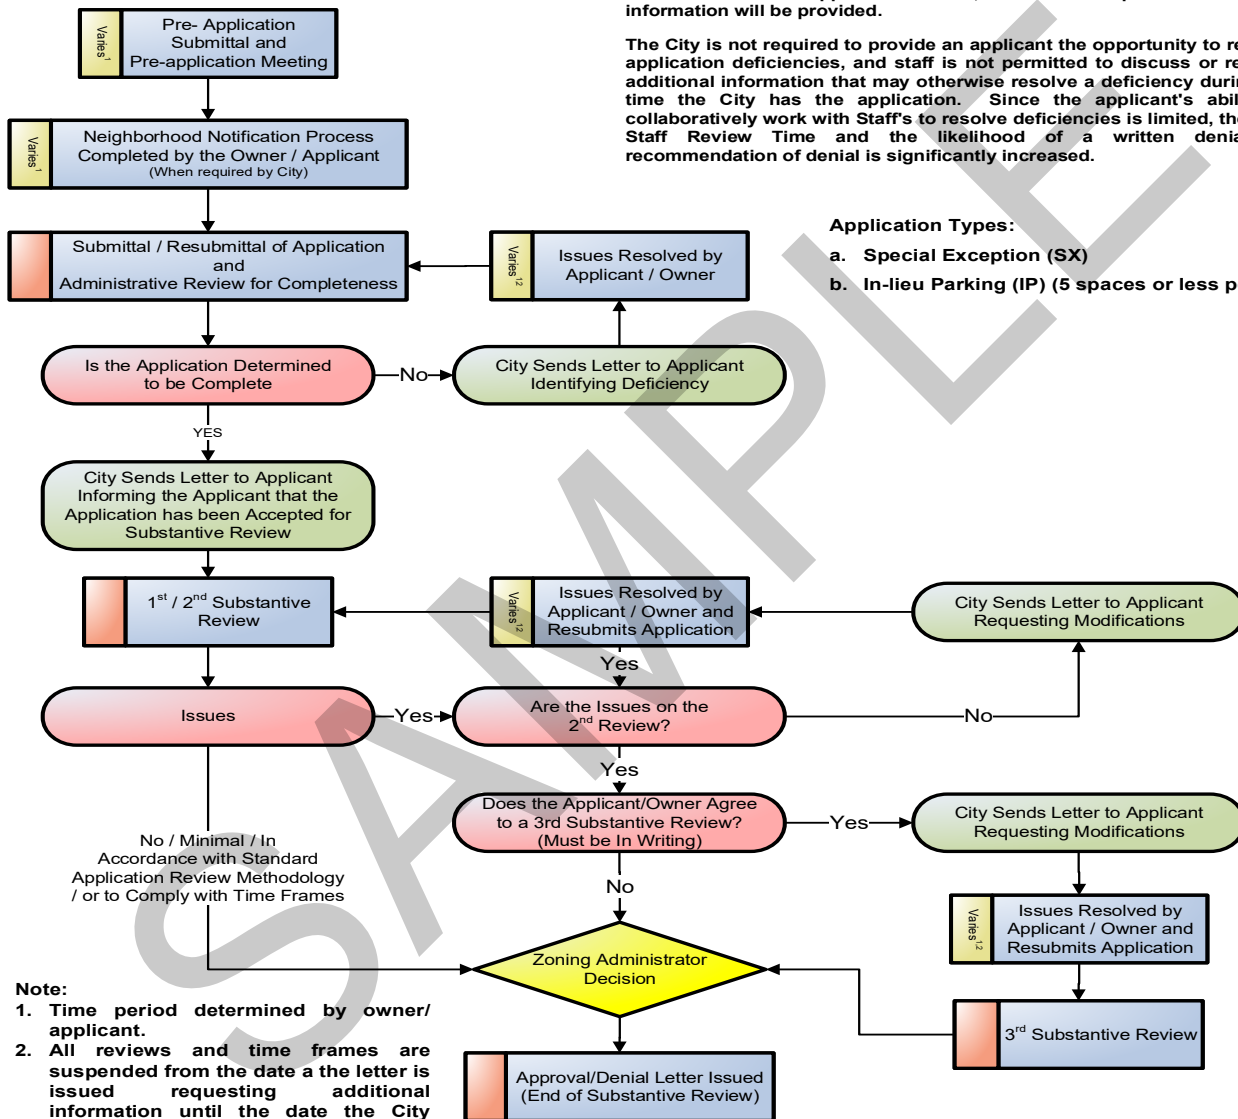 Pre- Application
Submittal and
Pre-application Meeting
Varies1
information will be provided.
The City is not required to provide an applicant the opportunity to re
application deficiencies, and staff is not permitted to discuss or re
additional information that may otherwise resolve a deficiency durin
time the City has the application. Since the applicant's abil
collaboratively work with Staff's to resolve deficiencies is limited, the
Staff Review Time and the likelihood of a written denia
recommendation of denial is significantly increased.
Varies1
Neighborhood Notification Process
Completed by the Owner / Applicant
(When required by City)
Application Types:
a. Special Exception (SX)
b. In-lieu Parking (IP) (5 spaces or less p
Submittal / Resubmittal of Application
and
Administrative Review for Completeness
Varies1,2
Issues Resolved by
Applicant / Owner
Is the Application Determined
to be Complete
No
City Sends Letter to Applicant
Identifying Deficiency
YES
City Sends Letter to Applicant
Informing the Applicant that the
Application has been Accepted for
Substantive Review
1st / 2nd Substantive
Review
Varies1,2
Issues Resolved by
Applicant / Owner and
Resubmits Application
City Sends Letter to Applicant
Requesting Modifications
Yes
Issues
Yes
Are the Issues on the
2nd Review?
No
Yes
Does the Applicant/Owner Agree
to a 3rd Substantive Review?
(Must be In Writing)
Yes
City Sends Letter to Applicant
Requesting Modifications
No / Minimal / In
Accordance with Standard
Application Review Methodology
/ or to Comply with Time Frames
No
Varies1,2
Issues Resolved by
Applicant / Owner and
Resubmits Application
Zoning Administrator
Decision
3rd Substantive Review
Approval/Denial Letter Issued
(End of Substantive Review)
Note:
1. Time period determined by owner/
applicant.
2. All reviews and time frames are
suspended from the date a the letter is
issued requesting additional
information until the date the City
SAMPLE